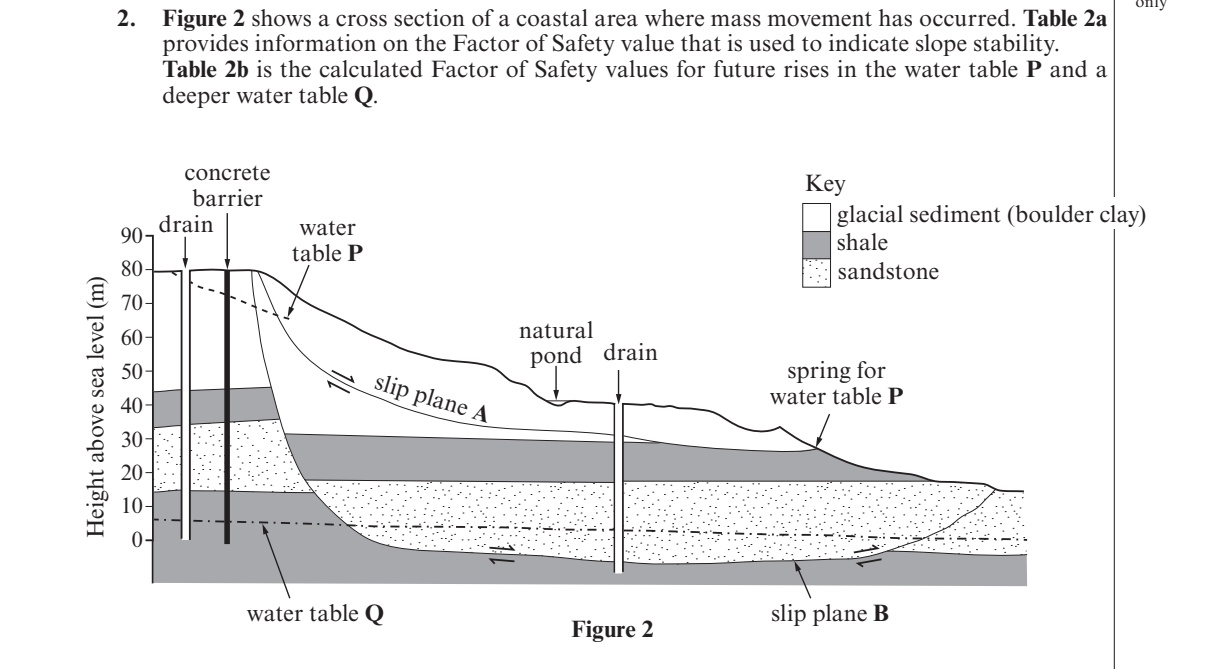 only
2. Figure 2 shows a cross section of a coastal area where mass movement has occurred. Table 2a
provides information on the Factor of Safety value that is used to indicate slope stability.
Table 2b is the calculated Factor of Safety values for future rises in the water table P and a
deeper water table Q.
concrete
barrier
drain
water
table P
Key
glacial sediment (boulder clay)
shale
sandstone
Height above sea level (m)
90
80
70
60
50
40
30
20
10
0
natural
pond
drain
spring for
water table P
slip plane A
water table Q
slip plane B
Figure 2